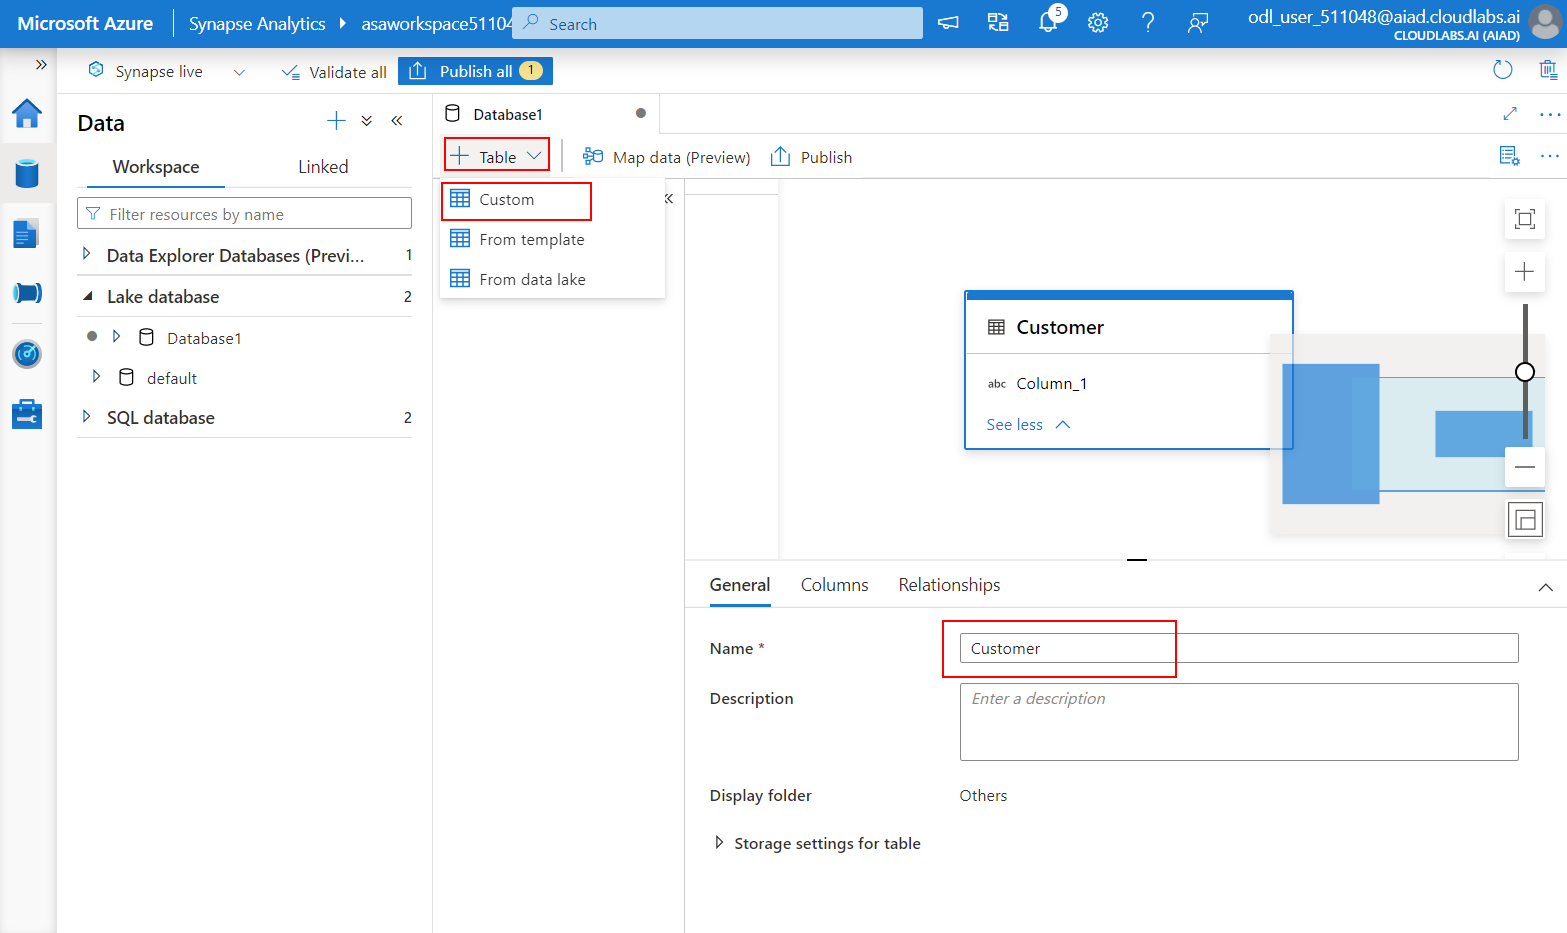 Microsoft Azure
Synapse Analytics
asaworkspace51104
Search
5
odl_user_511048@aiad.cloudlabs.ai
CLOUDLABS.AI (AIAD)
Synapse live
Validate all
Publish all
1
Data
Workspace
Linked
Filter resources by name
Data Explorer Databases (Previ...
1
Lake database
2
Database1
default
SQL database
2
Database1
Table
Map data (Preview)
Publish
Custom
From template
From data lake
Customer
abc Column_1
See less
General
Columns
Relationships
Name *
Customer
Description
Enter a description
Display folder
Others
Storage settings for table